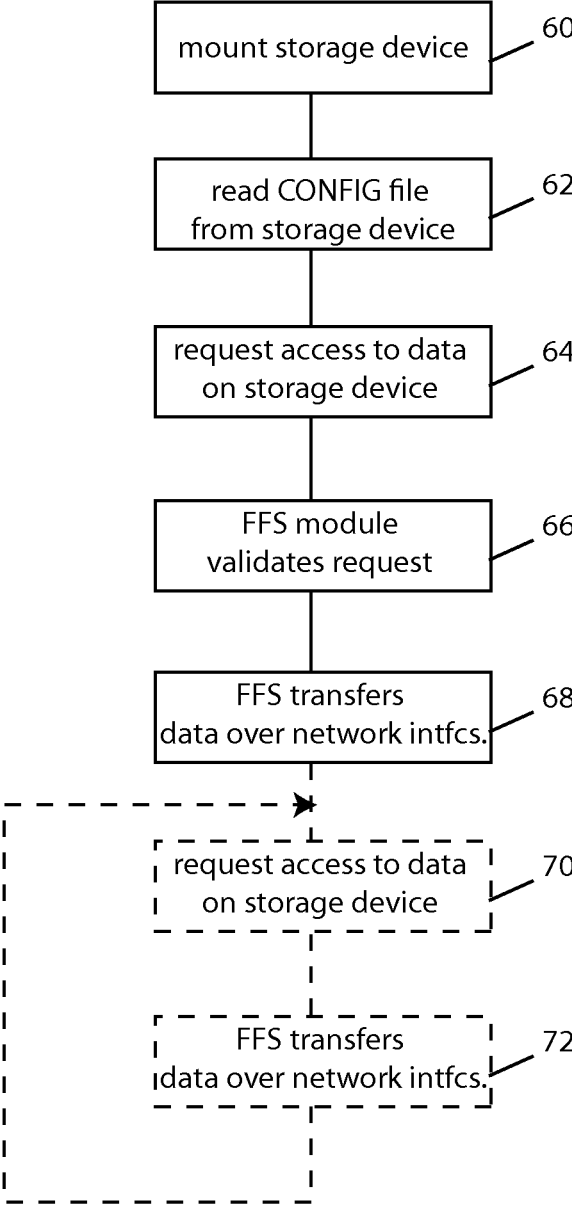 mount storage device
60
read CONFIG file
from storage device
62
request access to data
on storage device
64
FFS module
validates request
66
FFS transfers
data over network intfcs.
68
request access to data
on storage device
70
FFS transfers
data over network intfcs.
72